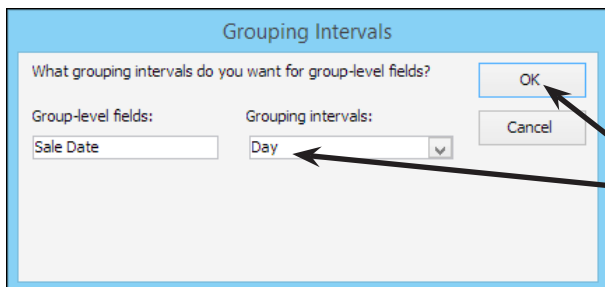 Grouping Intervals
What grouping intervals do you want for group-level fields?
OK
Group-level fields:
Grouping intervals:
Cancel
Sale Date
Day